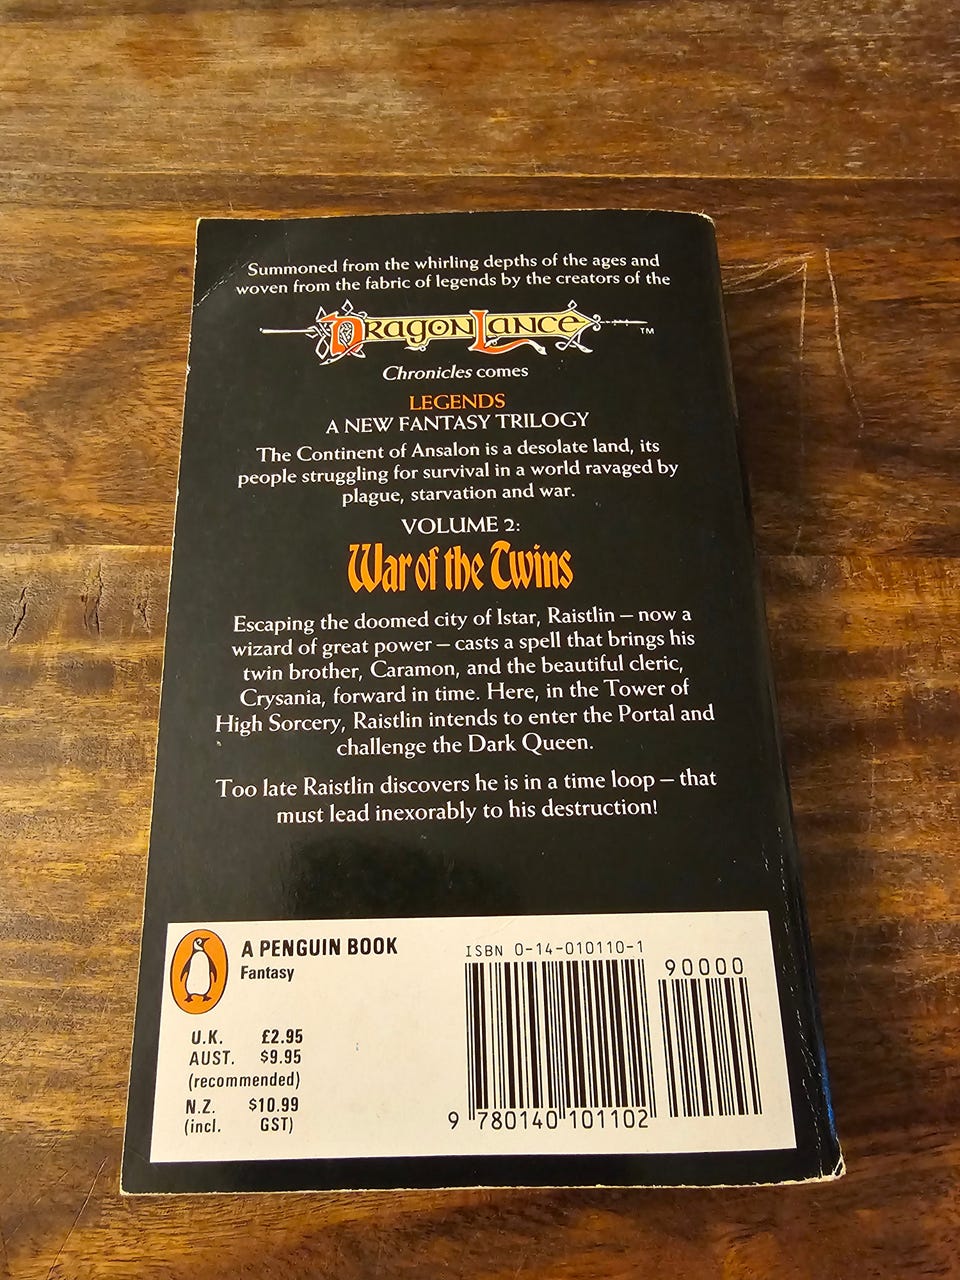 Summoned from the whirling depths of the ages and
woven from the fabric of legends by the creators of the
DRAGONLANCE TM
Chronicles comes
LEGENDS
A NEW FANTASY TRILOGY
The Continent of Ansalon is a desolate land, its
people struggling for survival in a world ravaged by
plague, starvation and war.
VOLUME 2:
War of the Twins
Escaping the doomed city of Istar, Raistlin – now a
wizard of great power – casts a spell that brings his
twin brother, Caramon, and the beautiful cleric,
Crysania, forward in time. Here, in the Tower of
High Sorcery, Raistlin intends to enter the Portal and
challenge the Dark Queen.
Too late Raistlin discovers he is in a time loop – that
must lead inexorably to his destruction!
A PENGUIN BOOK
Fantasy
U.K. £2.95
AUST. $9.95
(recommended)
N.Z. $10.99
(incl. GST)
ISBN 0-14-010110-1
90000
9 780140 101102